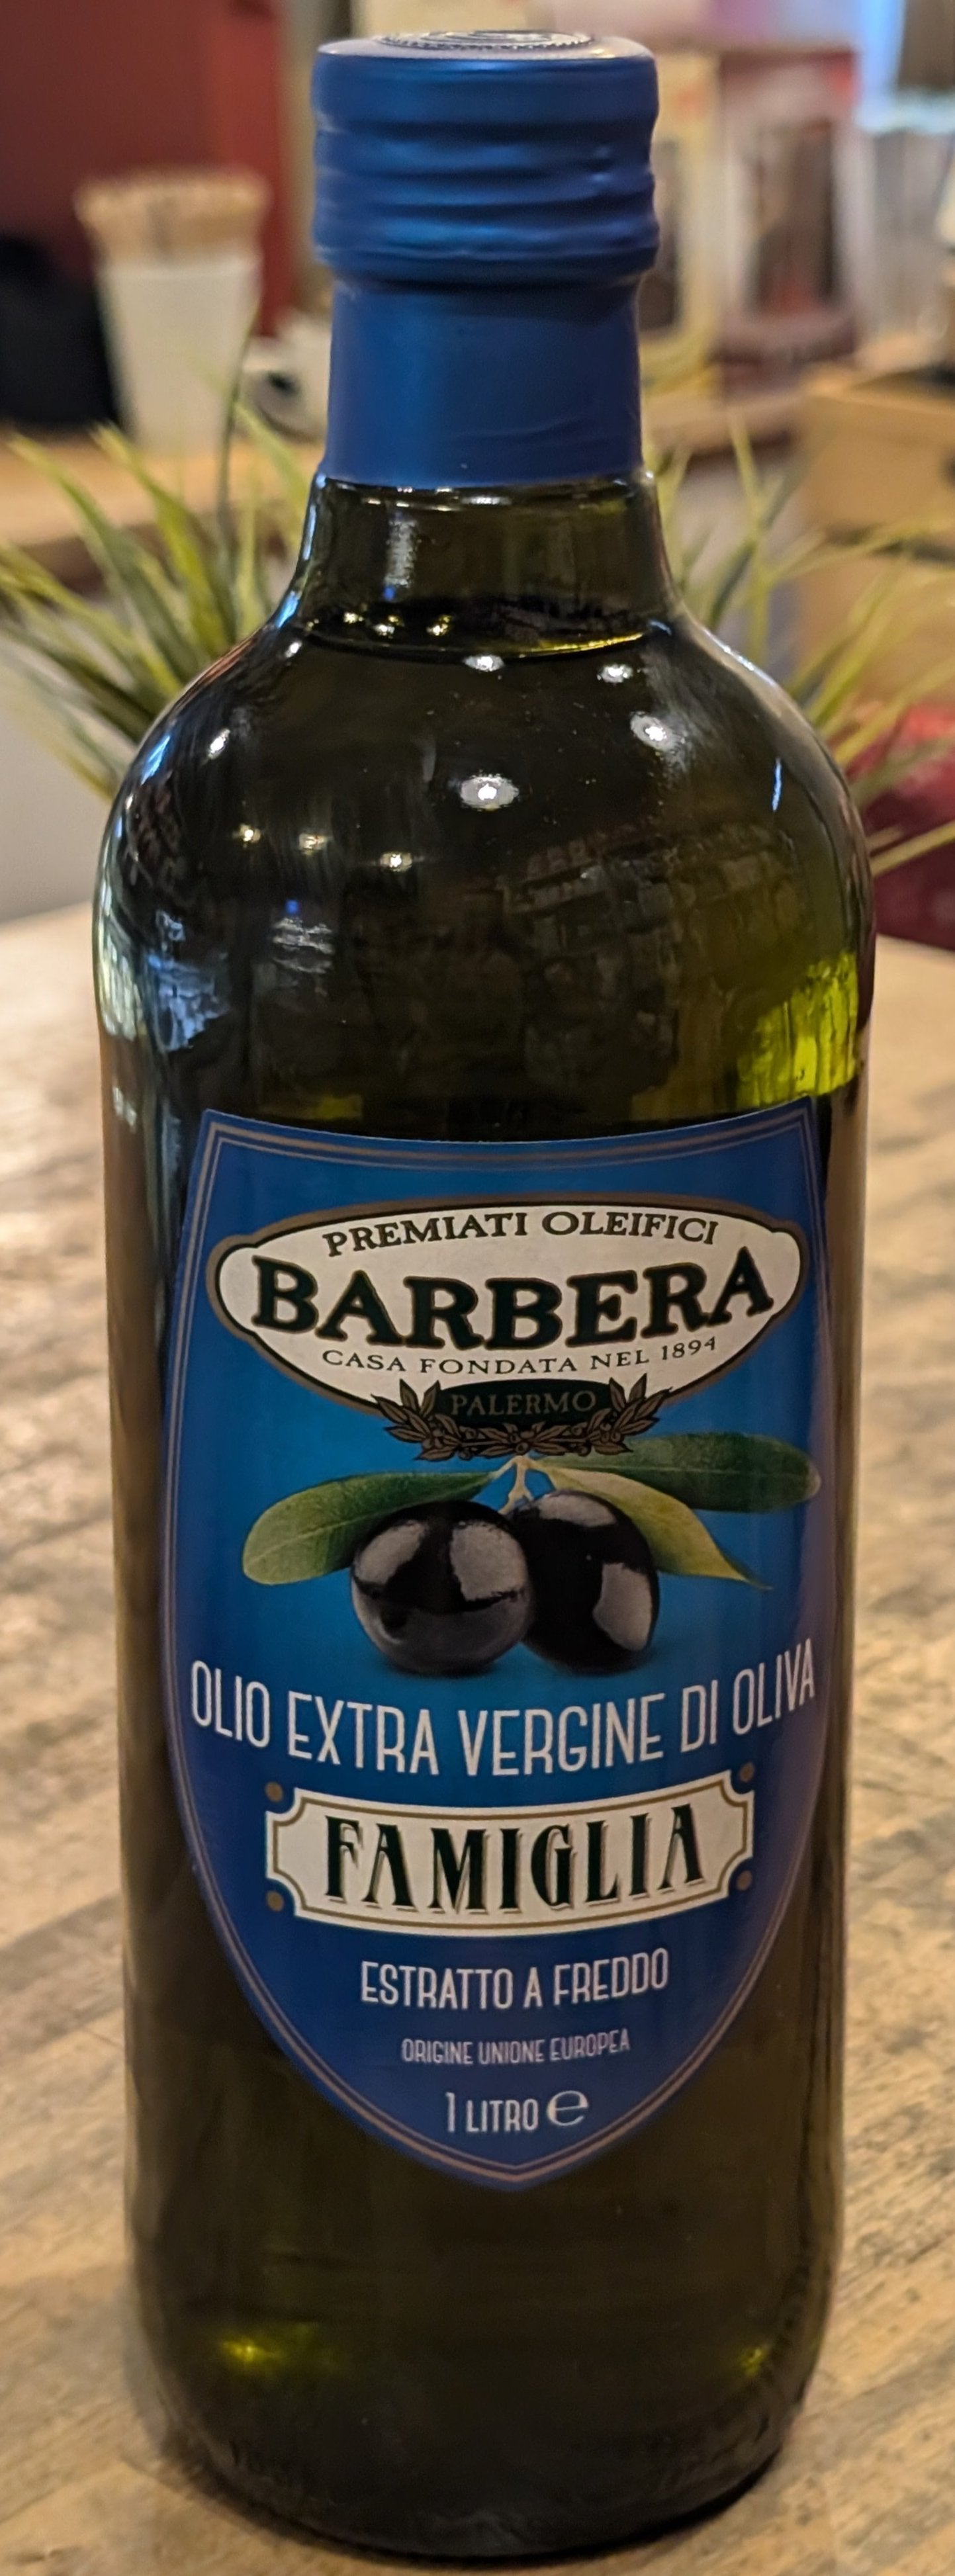 PREMIATI OLEIFICI
BARBERA
CASA FONDATA NEL 1894
PALERMO
OLIO EXTRA VERGINE DI OLIVA
FAMIGLIA
ESTRATTO A FREDDO
ORIGINE UNIONE EUROPEA
1 LITRO ℮